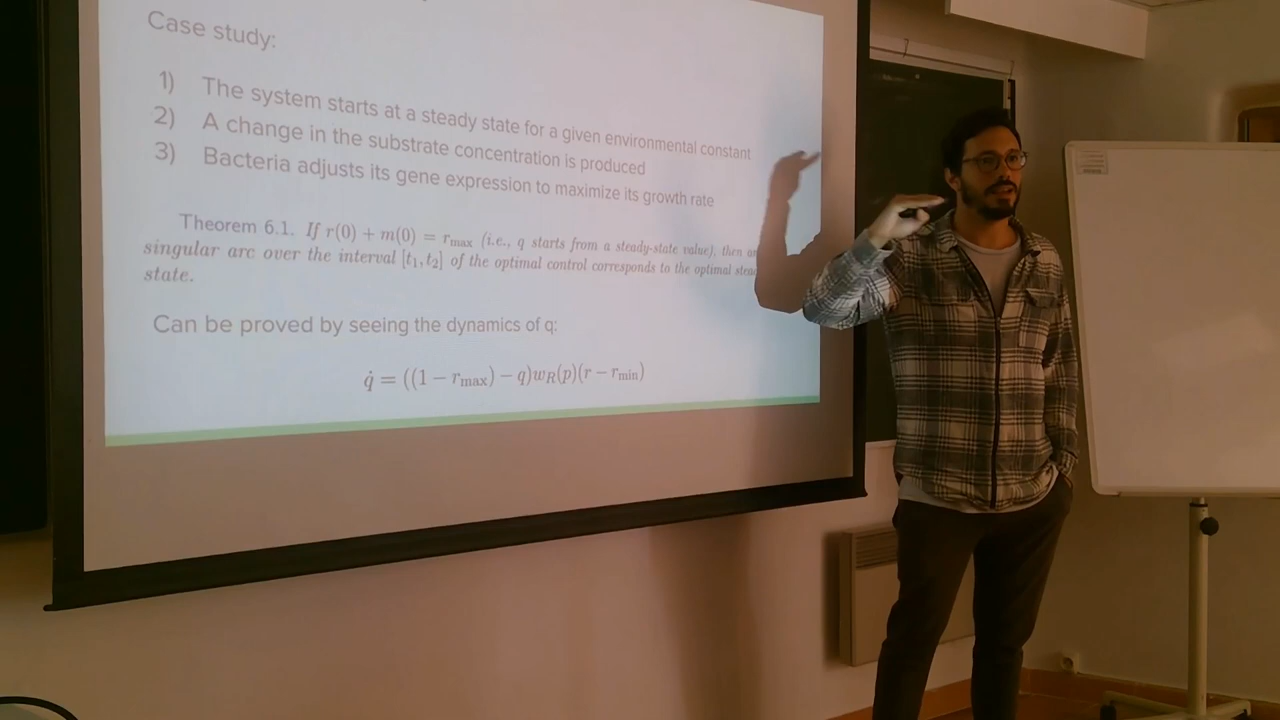 Case study:
1) The system starts at a steady state for a given environmental constant
2) A change in the substrate concentration is produced
3) Bacteria adjusts its gene expression to maximize its growth rate
Theorem 6.1. If r(0) + m(0) = r_max (i.e., q starts from a steady-state value), then
singular arc over the interval [t₁, t₂] of the optimal control corresponds to the optimal
state.
Can be proved by seeing the dynamics of q:
q̇ = ((1 − r_max) − q)w_R(p)(r − r_min)